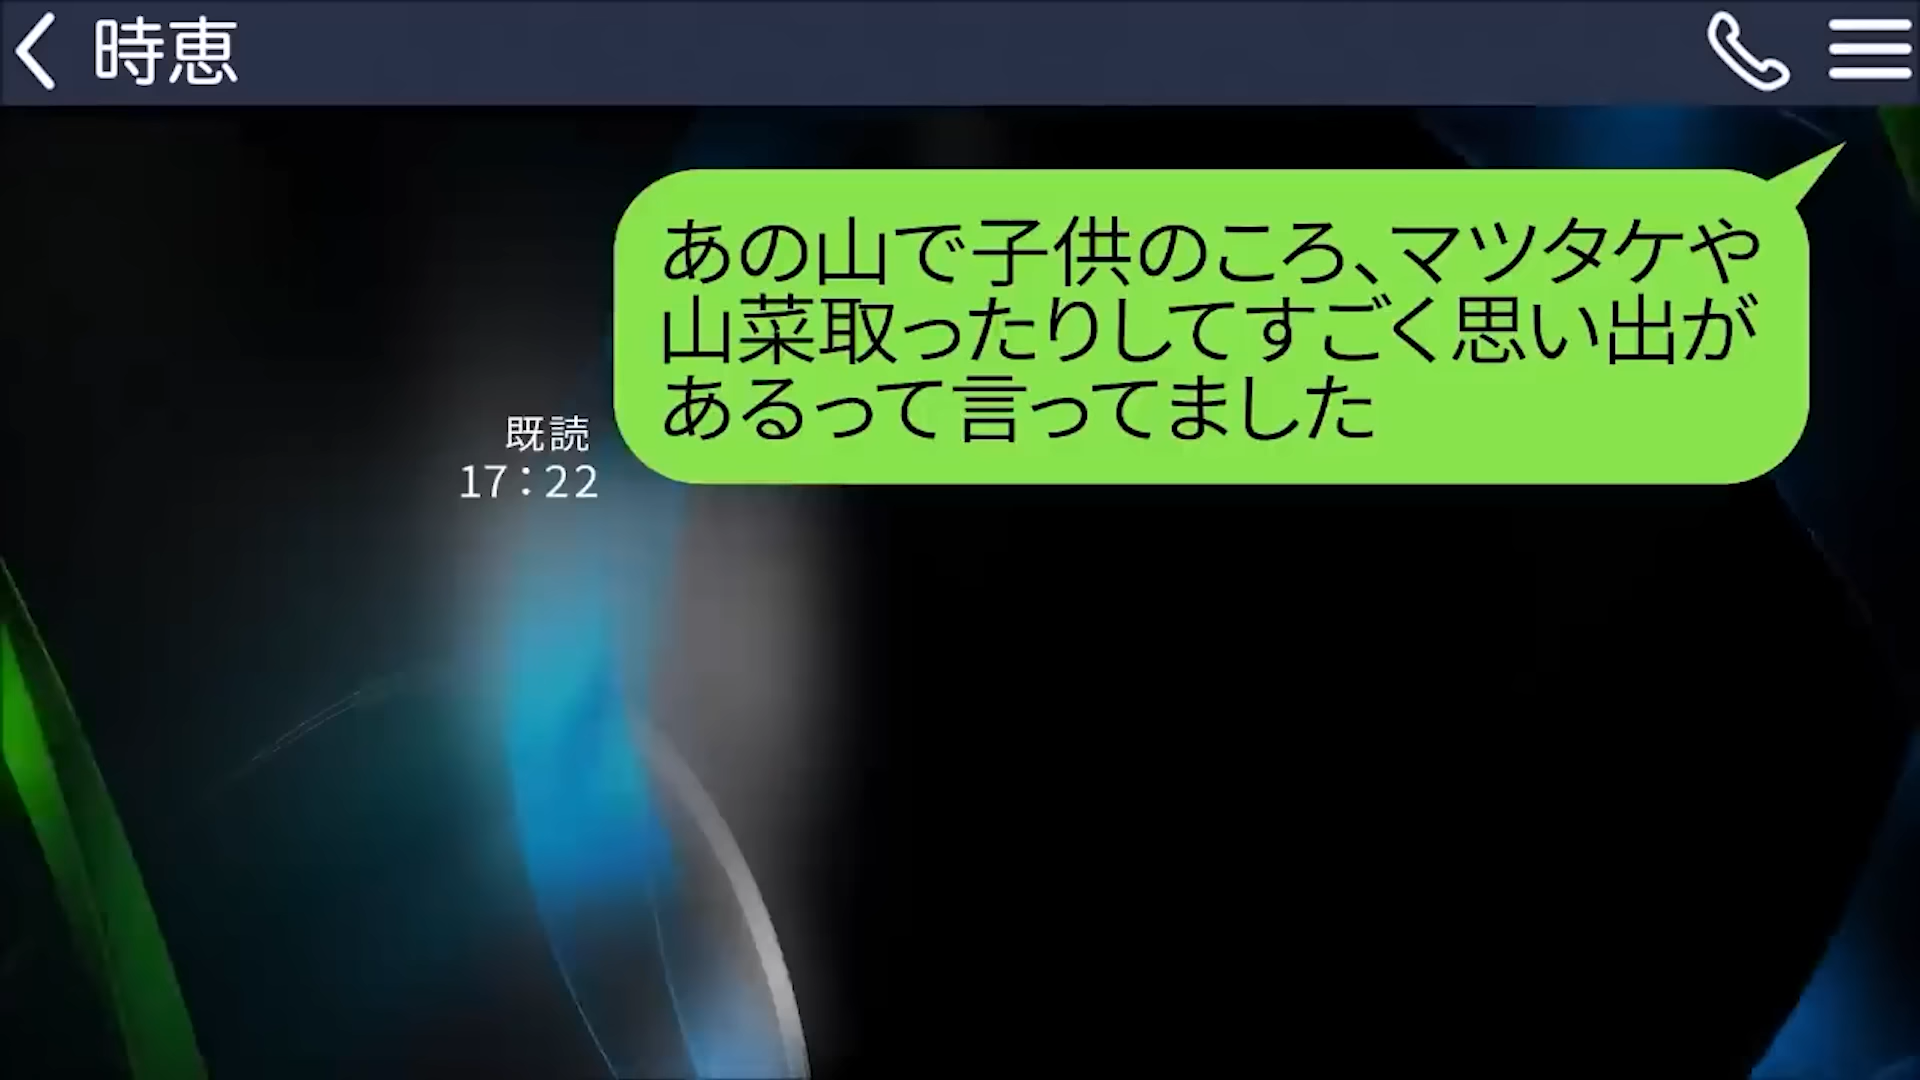 時恵
あの山で子供のころ、マツタケや
山菜取ったりしてすごく思い出が
あるって言ってました
既読
17：22